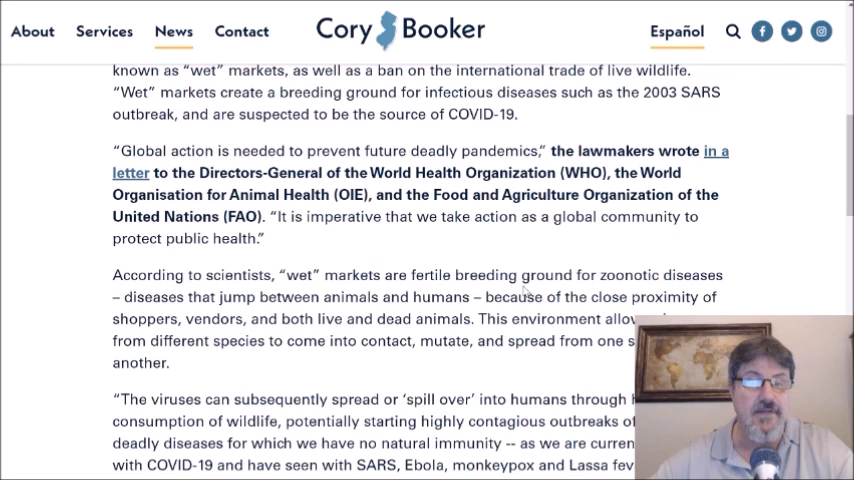 About Services News Contact Cory Booker Español
known as “wet” markets, as well as a ban on the international trade of live wildlife.
“Wet” markets create a breeding ground for infectious diseases such as the 2003 SARS
outbreak, and are suspected to be the source of COVID-19.
“Global action is needed to prevent future deadly pandemics,” the lawmakers wrote in a
letter to the Directors-General of the World Health Organization (WHO), the World
Organisation for Animal Health (OIE), and the Food and Agriculture Organization of the
United Nations (FAO). “It is imperative that we take action as a global community to
protect public health.”
According to scientists, “wet” markets are fertile breeding ground for zoonotic diseases
– diseases that jump between animals and humans – because of the close proximity of
shoppers, vendors, and both live and dead animals. This environment
from different species to come into contact, mutate, and spread from one
another.
“The viruses can subsequently spread or ‘spill over’ into humans through
consumption of wildlife, potentially starting highly contagious outbreaks of
deadly diseases for which we have no natural immunity -- as we are
with COVID-19 and have seen with SARS, Ebola, monkeypox and Lassa